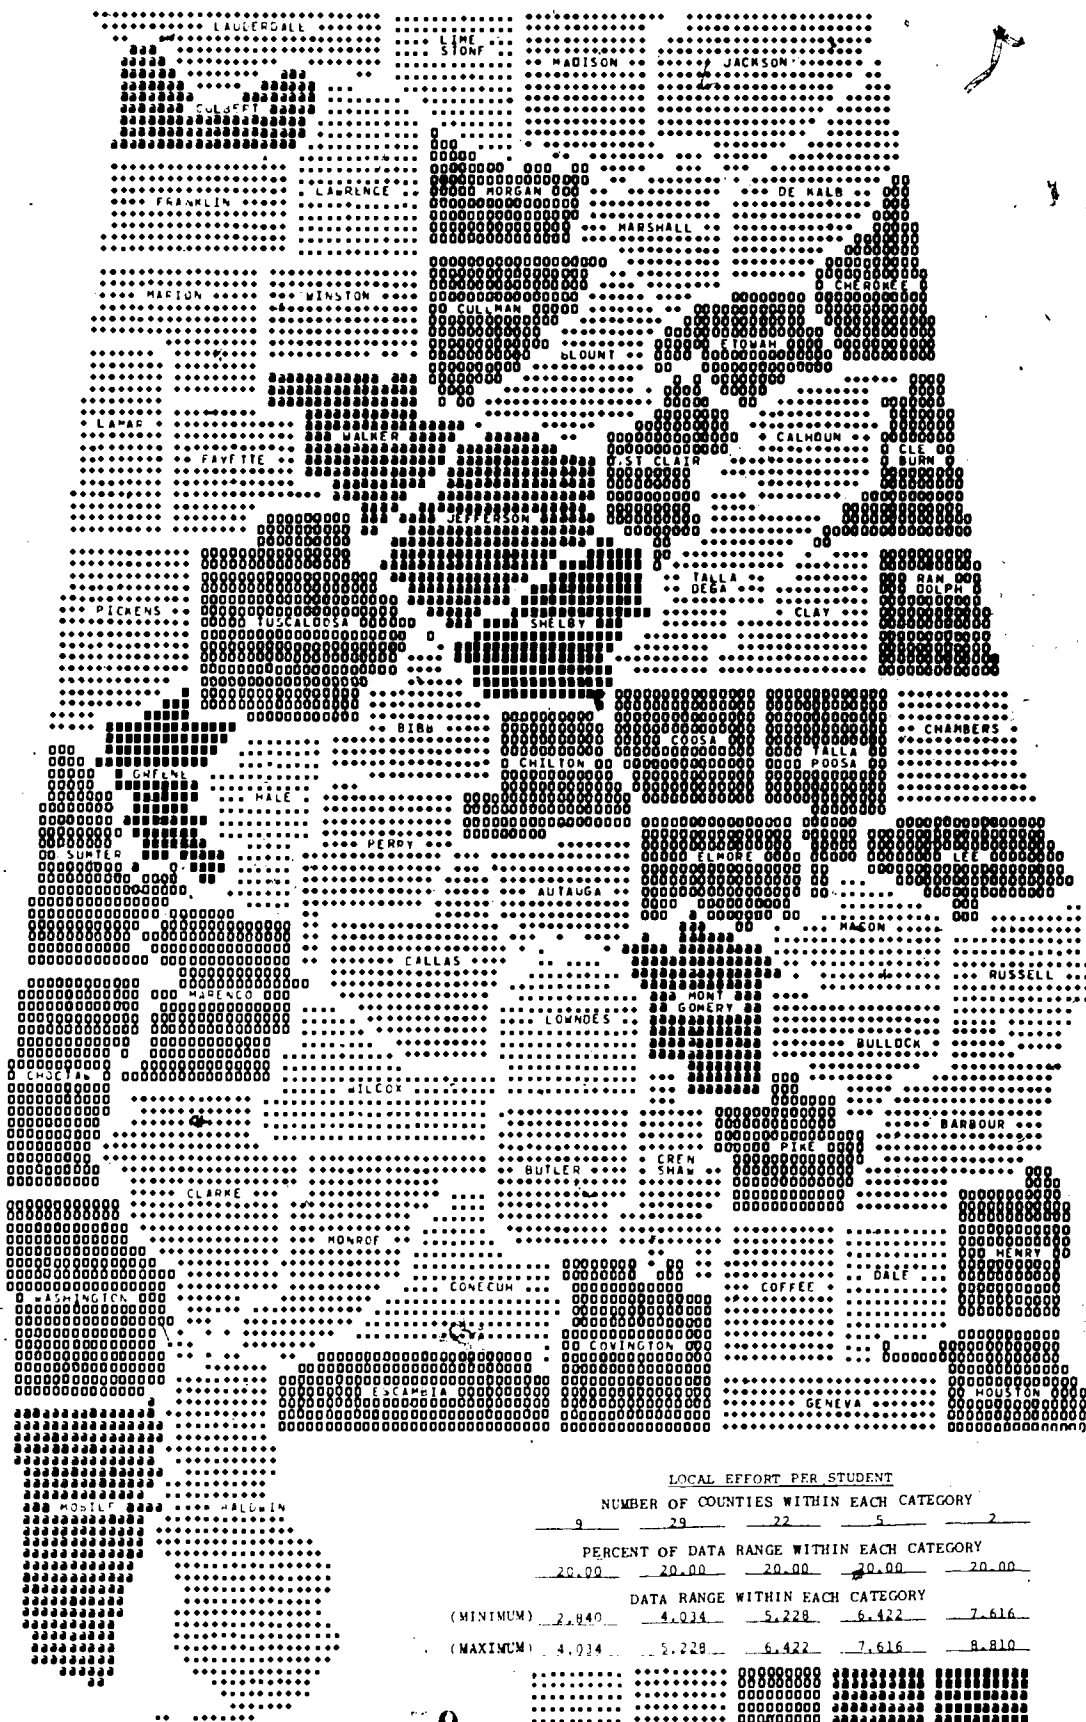 LAUDERDALE
LIME
STONE
MADISON
JACKSON
COLBERT
LAWRENCE
MORGAN
DE KALB
FRANKLIN
MARSHALL
CHEROKEE
MARION
WINSTON
CULLMAN
ETOWAH
BLOUNT
LAMAR
WALKER
CALHOUN
FAYETTE
ST CLAIR
CLE
BURN
JEFFERSON
TALLA
DEGA
RAN
DOLPH
PICKENS
CLAY
TUSCALOOSA
SHELBY
BIBB
COOSA
CHAMBERS
TALLA
POOSA
CHILTON
GREENE
HALE
PERRY
SUMTER
ELMORE
LEE
AUTAUGA
MACON
CALLAS
RUSSELL
MARENGO
MONT
GOMERY
LOWNDES
BULLOCK
CHOCTAW
WILCOX
BARBOUR
PIKE
CREN
SHAW
BUTLER
CLARKE
MONROE
HENRY
DALE
CONECUH
COFFEE
WASHINGTON
COVINGTON
ESCAMBIA
HOUSTON
GENEVA
MOBILE
BALDWIN
LOCAL EFFORT PER STUDENT
NUMBER OF COUNTIES WITHIN EACH CATEGORY
9 29 22 5 2
PERCENT OF DATA RANGE WITHIN EACH CATEGORY
20.00 20.00 20.00 20.00 20.00
DATA RANGE WITHIN EACH CATEGORY
(MINIMUM) 2,840 4,034 5,228 6,422 7,616
(MAXIMUM) 4,034 5,228 6,422 7,616 8,810
9